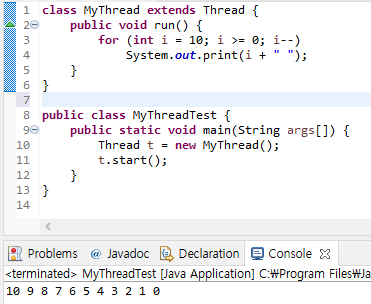 1 class MyThread extends Thread {
2 public void run() {
3 for (int i = 10; i >= 0; i--)
4 System.out.print(i + " ");
5 }
6 }
7
8 public class MyThreadTest {
9 public static void main(String args[]) {
10 Thread t = new MyThread();
11 t.start();
12 }
13 }
14
Problems @ Javadoc Declaration Console
<terminated> MyThreadTest [Java Application] C:₩Program Files₩Ja
10 9 8 7 6 5 4 3 2 1 0